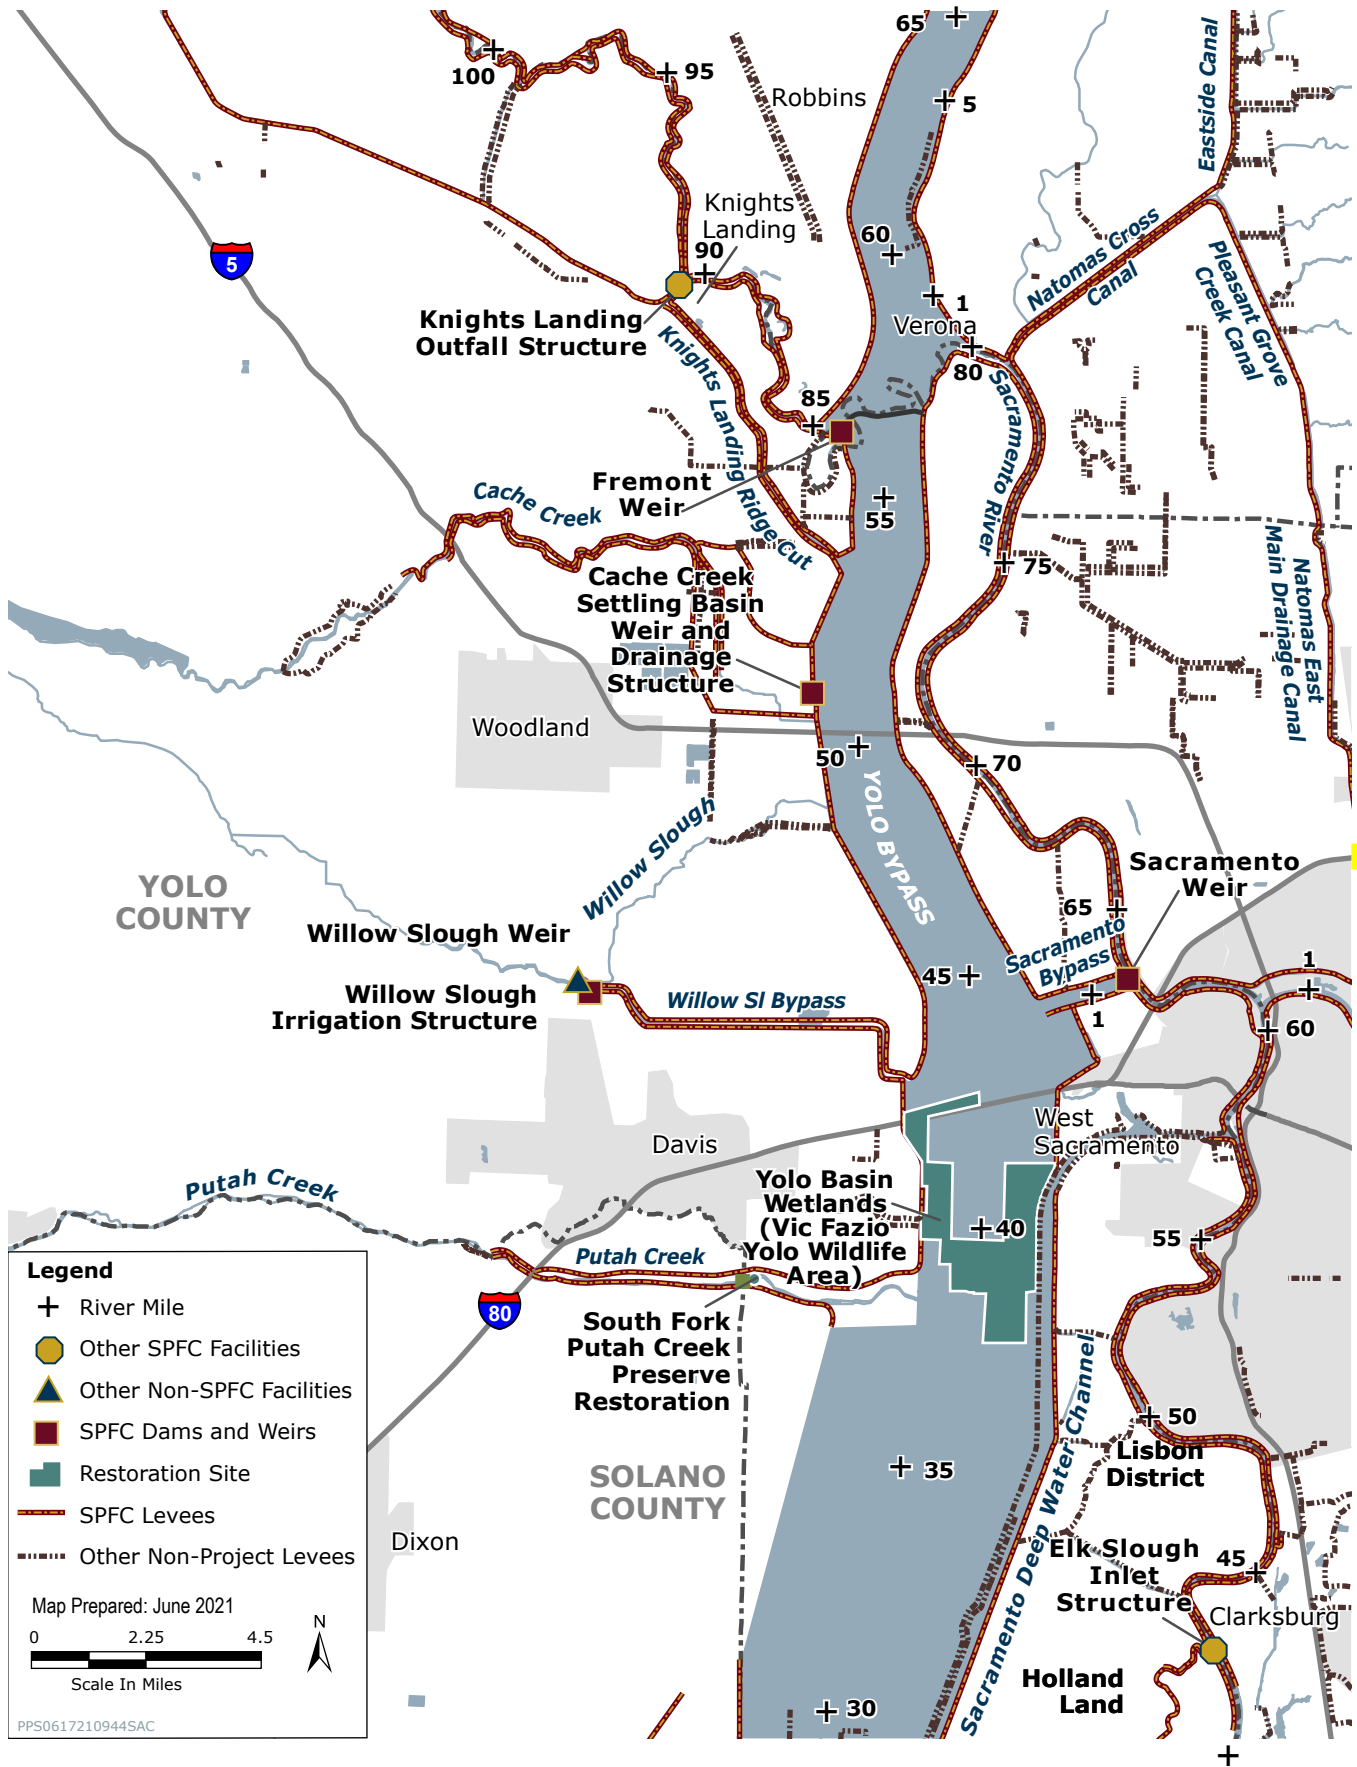 65
100
95
Robbins
5
Eastside Canal
Knights
Landing
60
90
5
Natomas Cross
Canal
Pleasant Grove
Creek Canal
1
Verona
Knights Landing
Outfall Structure
Knights Landing Ridge Cut
80
Sacramento River
85
Fremont
Weir
Cache Creek
55
75
Natomas East
Main Drainage Canal
Cache Creek
Settling Basin
Weir and
Drainage
Structure
Woodland
50
70
YOLO BYPASS
Willow Slough
Sacramento
Weir
YOLO
COUNTY
65
Willow Slough Weir
Sacramento
Bypass
45
1
Willow Slough
Irrigation Structure
Willow Sl Bypass
1
60
West
Sacramento
Davis
Putah Creek
Yolo Basin
Wetlands
(Vic Fazio
Yolo Wildlife
Area)
40
55
Putah Creek
80
South Fork
Putah Creek
Preserve
Restoration
Sacramento Deep Water Channel
50
Lisbon
District
35
SOLANO
COUNTY
Dixon
Elk Slough
Inlet
Structure
45
Clarksburg
Holland
Land
30
Legend
River Mile
Other SPFC Facilities
Other Non-SPFC Facilities
SPFC Dams and Weirs
Restoration Site
SPFC Levees
Other Non-Project Levees
Map Prepared: June 2021
N
0 2.25 4.5
Scale In Miles
PPS0617210944SAC